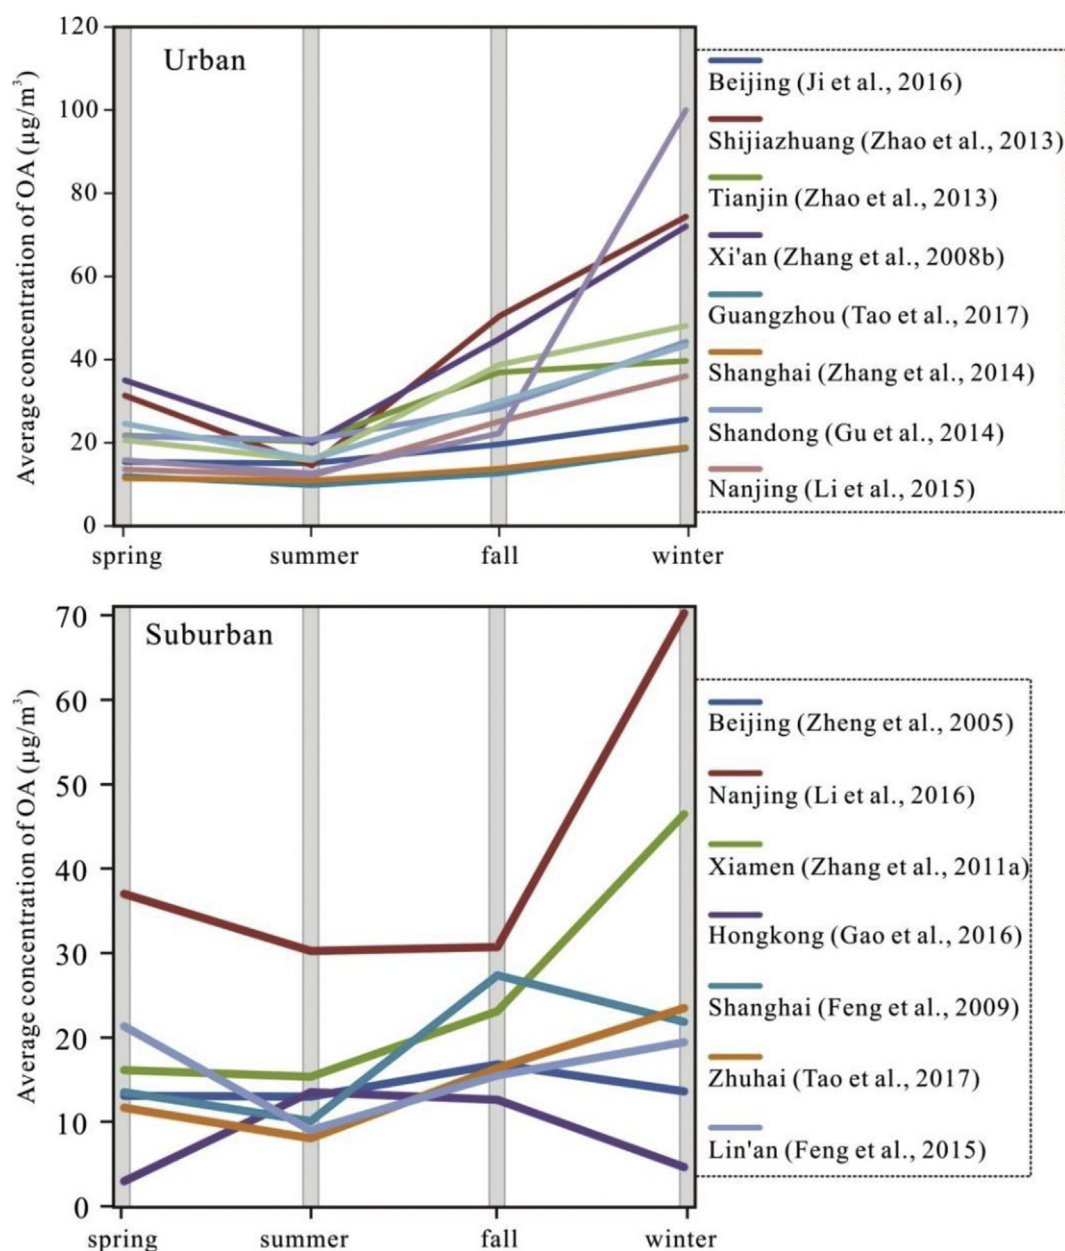 120
Urban
100
80
60
40
20
0
Average concentration of OA (μg/m³)
spring
summer
fall
winter
Beijing (Ji et al., 2016)
Shijiazhuang (Zhao et al., 2013)
Tianjin (Zhao et al., 2013)
Xi'an (Zhang et al., 2008b)
Guangzhou (Tao et al., 2017)
Shanghai (Zhang et al., 2014)
Shandong (Gu et al., 2014)
Nanjing (Li et al., 2015)
70
Suburban
60
50
40
30
20
10
0
Average concentration of OA (μg/m³)
spring
summer
fall
winter
Beijing (Zheng et al., 2005)
Nanjing (Li et al., 2016)
Xiamen (Zhang et al., 2011a)
Hongkong (Gao et al., 2016)
Shanghai (Feng et al., 2009)
Zhuhai (Tao et al., 2017)
Lin'an (Feng et al., 2015)